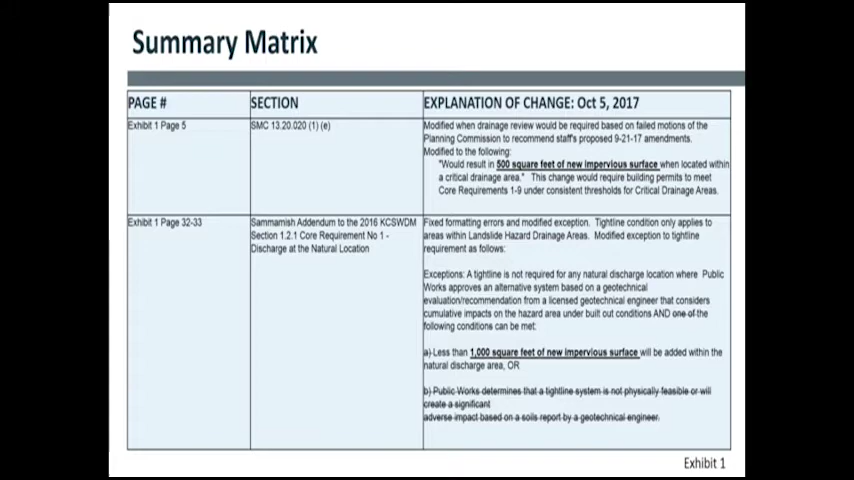 Summary Matrix
PAGE #
SECTION
EXPLANATION OF CHANGE: Oct 5, 2017
Exhibit 1 Page 5
SMC 13.20.020 (1) (e)
Modified when drainage review would be required based on failed motions of the
Planning Commission to recommend staff's proposed 9-21-17 amendments.
Modified to the following:
"Would result in 500 square feet of new impervious surface when located within
a critical drainage area." This change would require building permits to meet
Core Requirements 1-9 under consistent thresholds for Critical Drainage Areas.
Exhibit 1 Page 32-33
Sammamish Addendum to the 2016 KCSWDM
Section 1.2.1 Core Requirement No 1 -
Discharge at the Natural Location
Fixed formatting errors and modified exception. Tightline condition only applies to
areas within Landslide Hazard Drainage Areas. Modified exception to tightline
requirement as follows:
Exceptions: A tightline is not required for any natural discharge location where Public
Works approves an alternative system based on a geotechnical
evaluation/recommendation from a licensed geotechnical engineer that considers
cumulative impacts on the hazard area under built out conditions AND one of the
following conditions can be met:
a) Less than 1,000 square feet of new impervious surface will be added within the
natural discharge area, OR
b) Public Works determines that a tightline system is not physically feasible or will
create a significant
adverse impact based on a soils report by a geotechnical engineer.
Exhibit 1